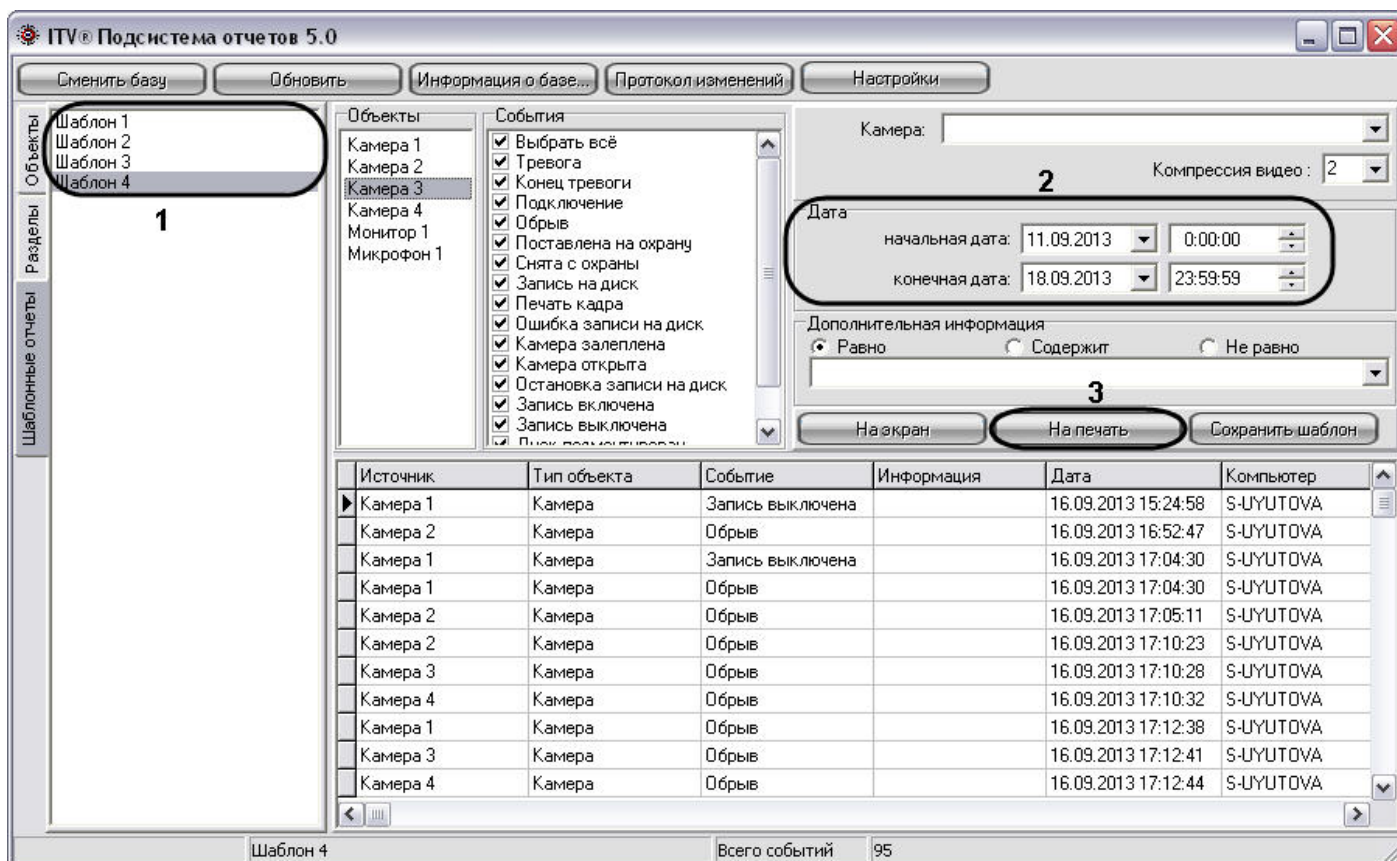 ITV® Подсистема отчетов 5.0
Сменить базу Обновить Информация о базе... Протокол изменений Настройки
Объекты
Разделы
Шаблонные отчеты
Шаблон 1
Шаблон 2
Шаблон 3
Шаблон 4
1
Объекты
Камера 1
Камера 2
Камера 3
Камера 4
Монитор 1
Микрофон 1
События
Выбрать всё
Тревога
Конец тревоги
Подключение
Обрыв
Поставлена на охрану
Снята с охраны
Запись на диск
Печать кадра
Ошибка записи на диск
Камера залеплена
Камера открыта
Остановка записи на диск
Запись включена
Запись выключена
Камера:
Компрессия видео : 2
2
Дата
начальная дата: 11.09.2013 0:00:00
конечная дата: 18.09.2013 23:59:59
Дополнительная информация
Равно Содержит Не равно
3
На экран На печать Сохранить шаблон
Источник Тип объекта Событие Информация Дата Компьютер
Камера 1 Камера Запись выключена 16.09.2013 15:24:58 S-UYUTOVA
Камера 2 Камера Обрыв 16.09.2013 16:52:47 S-UYUTOVA
Камера 1 Камера Запись выключена 16.09.2013 17:04:30 S-UYUTOVA
Камера 1 Камера Обрыв 16.09.2013 17:04:30 S-UYUTOVA
Камера 2 Камера Обрыв 16.09.2013 17:05:11 S-UYUTOVA
Камера 2 Камера Обрыв 16.09.2013 17:10:23 S-UYUTOVA
Камера 3 Камера Обрыв 16.09.2013 17:10:28 S-UYUTOVA
Камера 4 Камера Обрыв 16.09.2013 17:10:32 S-UYUTOVA
Камера 1 Камера Обрыв 16.09.2013 17:12:38 S-UYUTOVA
Камера 3 Камера Обрыв 16.09.2013 17:12:41 S-UYUTOVA
Камера 4 Камера Обрыв 16.09.2013 17:12:44 S-UYUTOVA
Шаблон 4 Всего событий 95